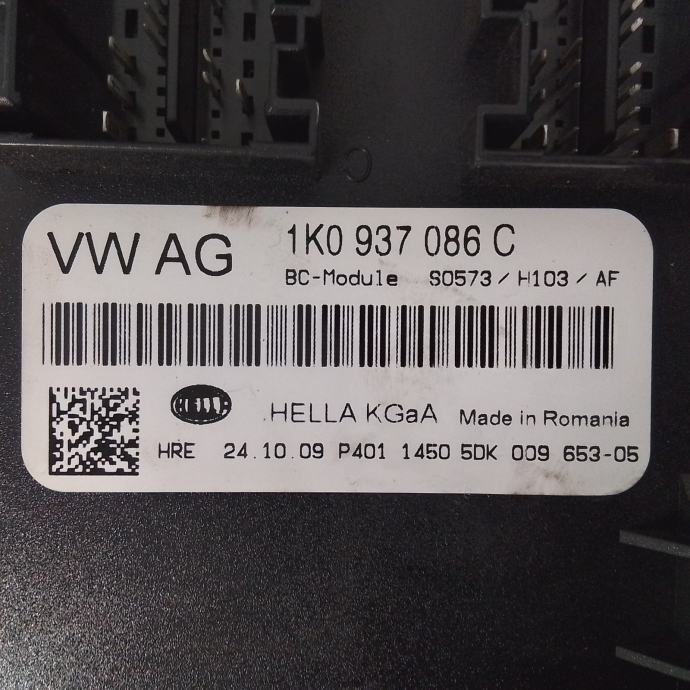 VW AG 1K0 937 086 C
BC-Module S0573 / H103 / AF
HELLA
HELLA KGaA Made in Romania
HRE 24.10.09 P401 1450 5DK 009 653-05